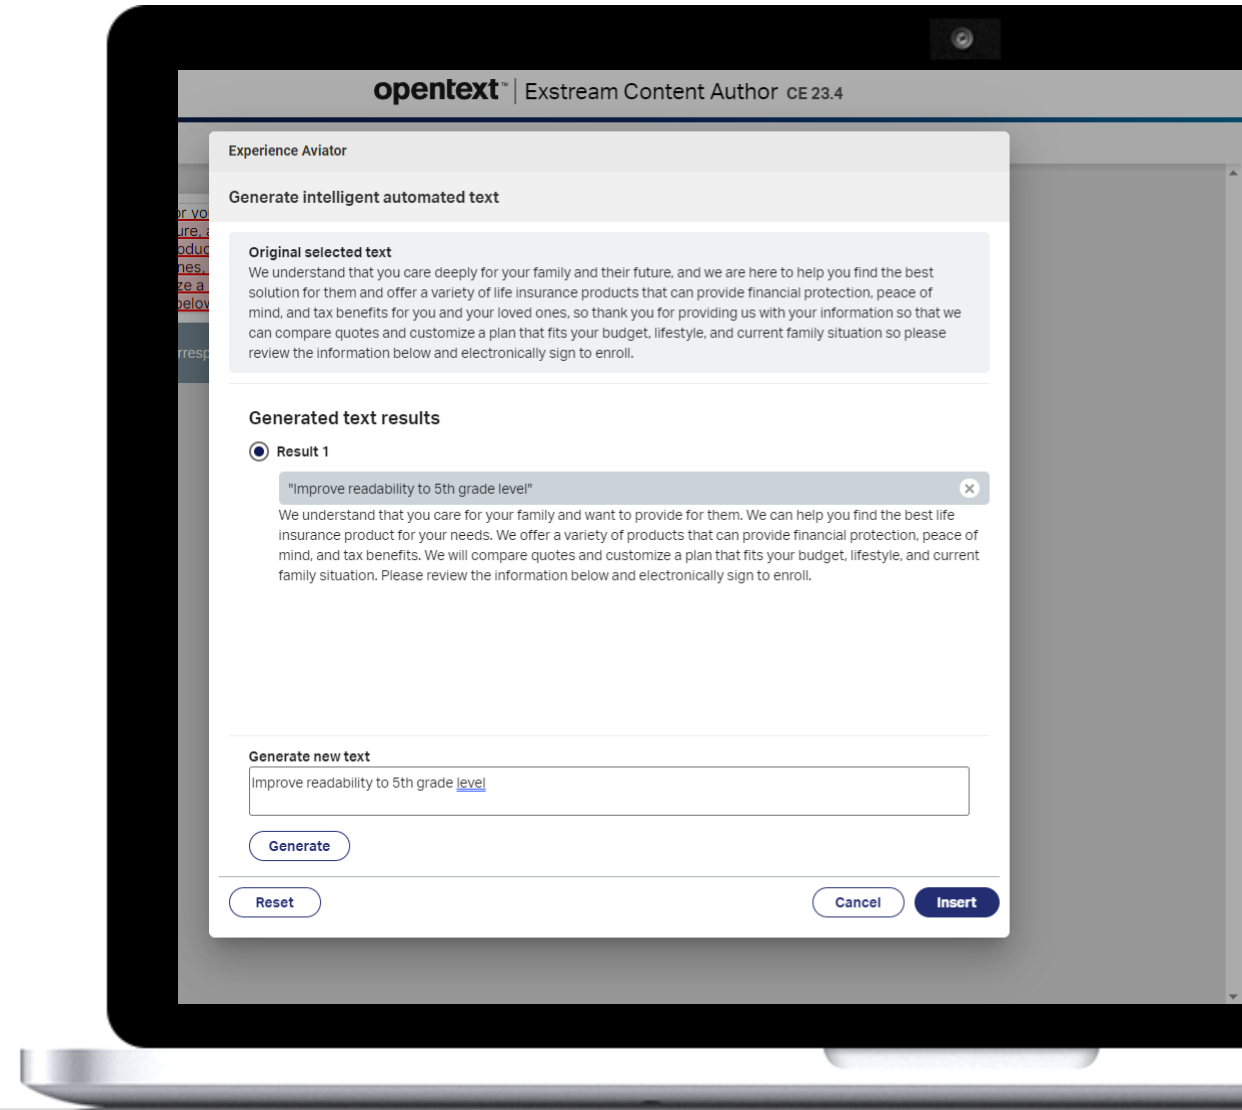 opentext™ | Exstream Content Author CE 23.4
Experience Aviator
Generate intelligent automated text
Original selected text
We understand that you care deeply for your family and their future, and we are here to help you find the best
solution for them and offer a variety of life insurance products that can provide financial protection, peace of
mind, and tax benefits for you and your loved ones, so thank you for providing us with your information so that we
can compare quotes and customize a plan that fits your budget, lifestyle, and current family situation so please
review the information below and electronically sign to enroll.
Generated text results
Result 1
"Improve readability to 5th grade level"
We understand that you care for your family and want to provide for them. We can help you find the best life
insurance product for your needs. We offer a variety of products that can provide financial protection, peace of
mind, and tax benefits. We will compare quotes and customize a plan that fits your budget, lifestyle, and current
family situation. Please review the information below and electronically sign to enroll.
Generate new text
Improve readability to 5th grade level
Generate
Reset
Cancel
Insert